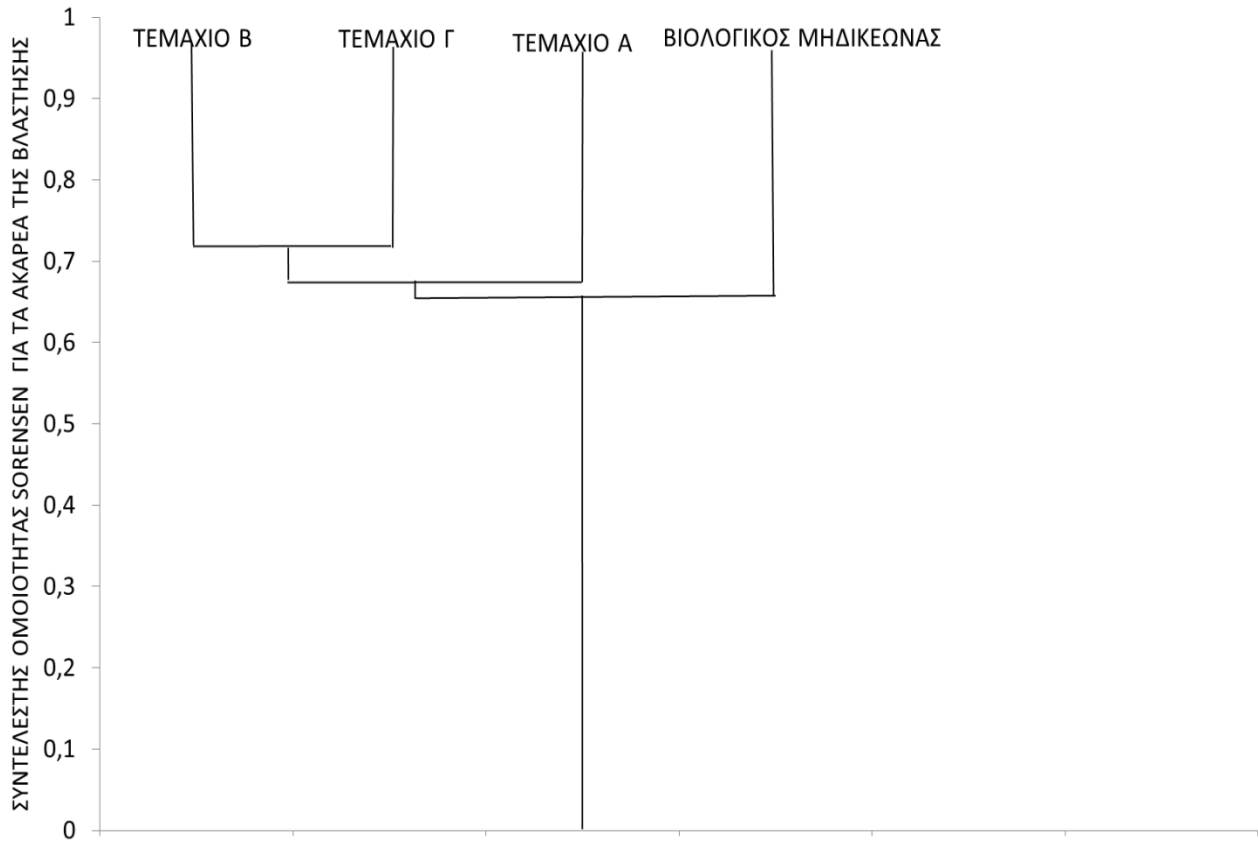 ΣΥΝΤΕΛΕΣΤΗΣ ΟΜΟΙΟΤΗΤΑΣ SORENSEN ΓΙΑ ΤΑ ΑΚΑΡΕΑ ΤΗΣ ΒΛΑΣΤΗΣΗΣ
1
0,9
0,8
0,7
0,6
0,5
0,4
0,3
0,2
0,1
0
ΤΕΜΑΧΙΟ Β
ΤΕΜΑΧΙΟ Γ
ΤΕΜΑΧΙΟ Α
ΒΙΟΛΟΓΙΚΟΣ ΜΗΔΙΚΕΩΝΑΣ